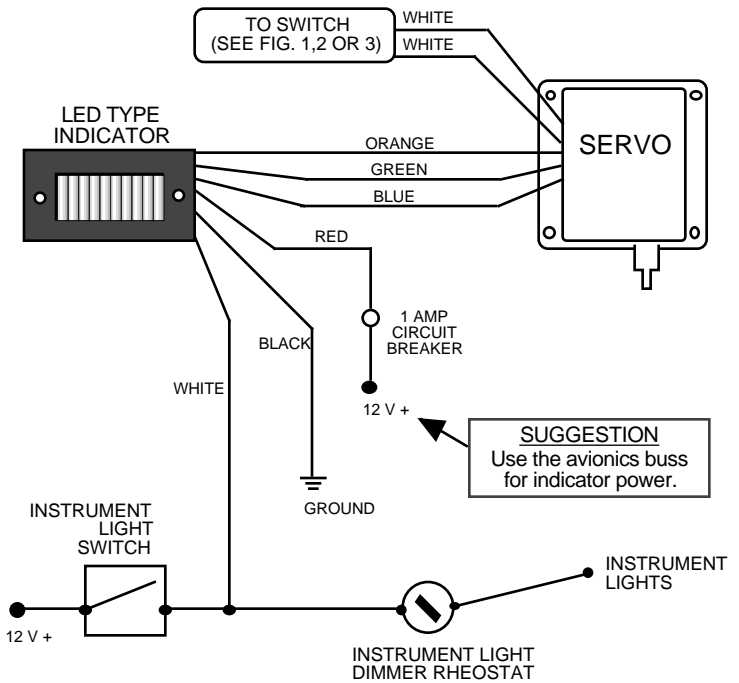 TO SWITCH
(SEE FIG. 1,2 OR 3)
WHITE
WHITE
LED TYPE
INDICATOR
SERVO
ORANGE
GREEN
BLUE
RED
1 AMP
CIRCUIT
BREAKER
BLACK
WHITE
12 V +
SUGGESTION
Use the avionics buss
for indicator power.
GROUND
INSTRUMENT
LIGHT
SWITCH
12 V +
INSTRUMENT
LIGHTS
INSTRUMENT LIGHT
DIMMER RHEOSTAT